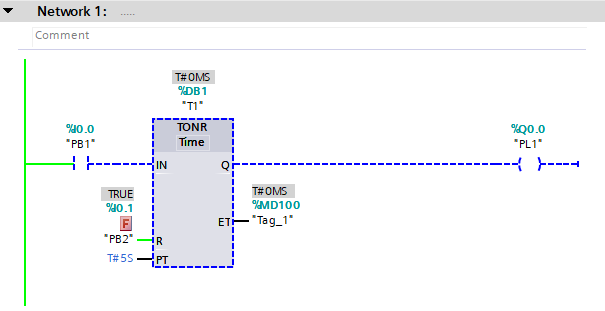 Network 1: .....
Comment
T#0MS
%DB1
"T1"
%I0.0
"PB1"
TONR
Time
%Q0.0
"PL1"
IN
Q
TRUE
%I0.1
F
"PB2"
R
T#0MS
%MD100
"Tag_1"
ET
T#5S
PT